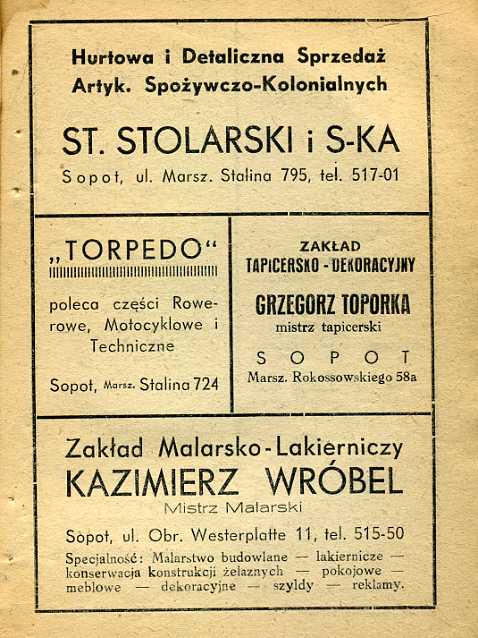 Hurtowa i Detaliczna Sprzedaż
Artyk. Spożywczo-Kolonialnych
ST. STOLARSKI i S-KA
Sopot, ul. Marsz. Stalina 795, tel. 517-01
„TORPEDO“
poleca części Rowe-
rowe, Motocyklowe i
Techniczne
Sopot, Marsz. Stalina 724
ZAKŁAD
TAPICERSKO-DEKORACYJNY
GRZEGORZ TOPORKA
mistrz tapicerski
SOPOT
Marsz. Rokossowskiego 58a
Zakład Malarsko-Lakierniczy
KAZIMIERZ WRÓBEL
Mistrz Malarski
Sopot, ul. Obr. Westerplatte 11, tel. 515-50
Specjalność: Malarstwo budowlane — lakiernicze —
konserwacja konstrukcji żelaznych — pokojowe —
meblowe — dekoracyjne — szyldy — reklamy.